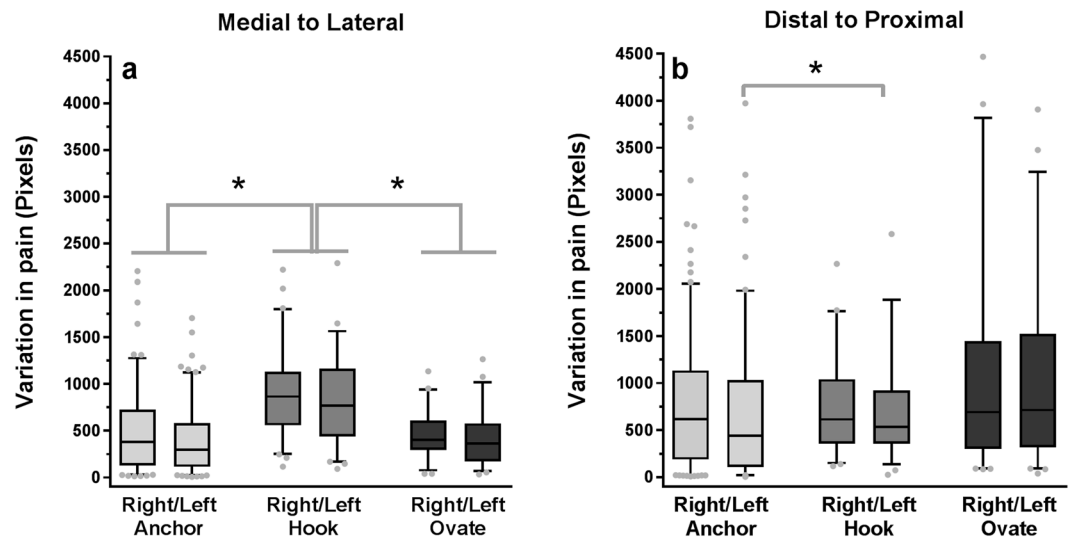 Medial to Lateral
a
*
*
Variation in pain (Pixels)
4500
4000
3500
3000
2500
2000
1500
1000
500
0
Right/Left Right/Left Right/Left
Anchor Hook Ovate
Distal to Proximal
b
*
Variation in pain (Pixels)
4500
4000
3500
3000
2500
2000
1500
1000
500
0
Right/Left Right/Left Right/Left
Anchor Hook Ovate